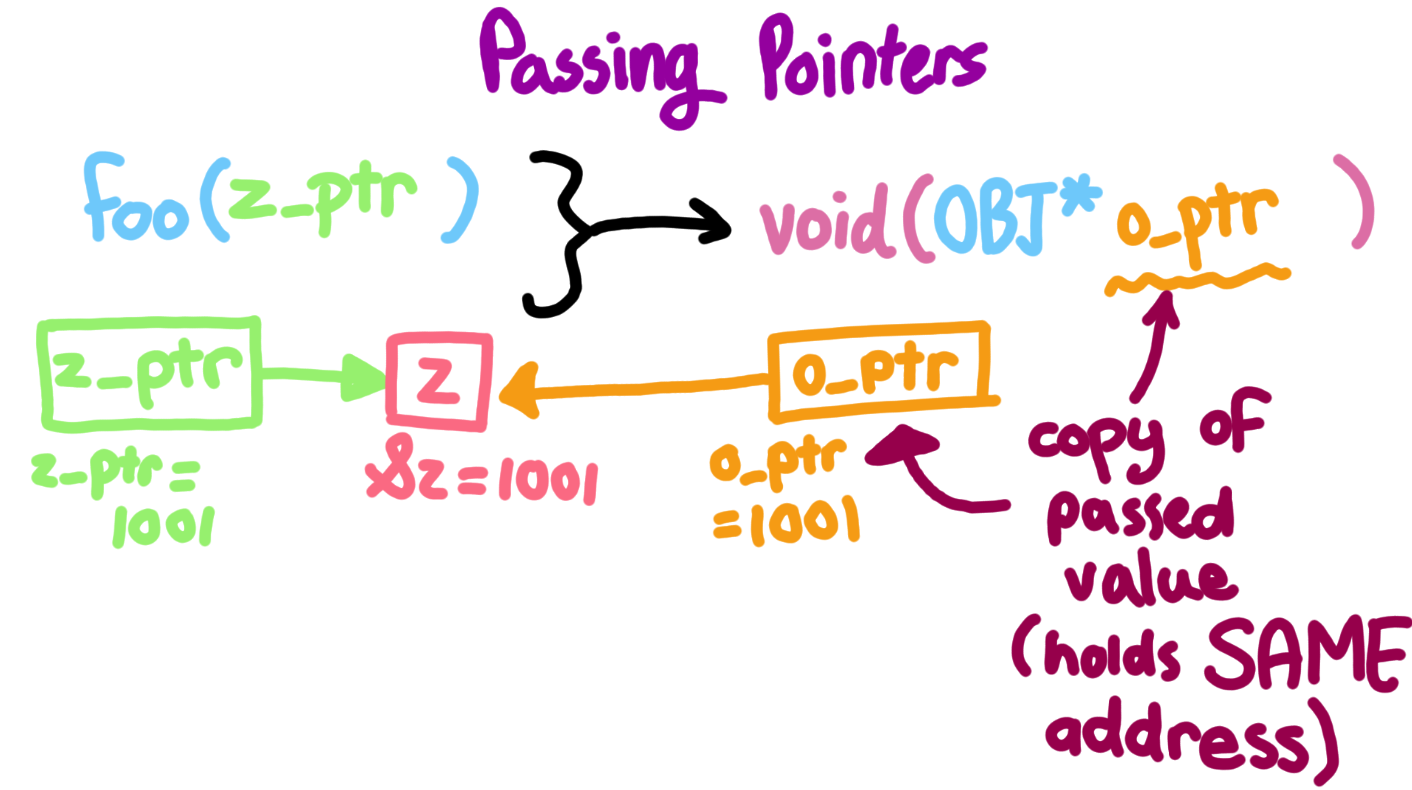 Passing Pointers
foo(z_ptr)
void(OBJ* o_ptr)
z_ptr
z
o_ptr
z_ptr =
1001
&z = 1001
o_ptr
= 1001
copy of
passed
value
(holds SAME
address)